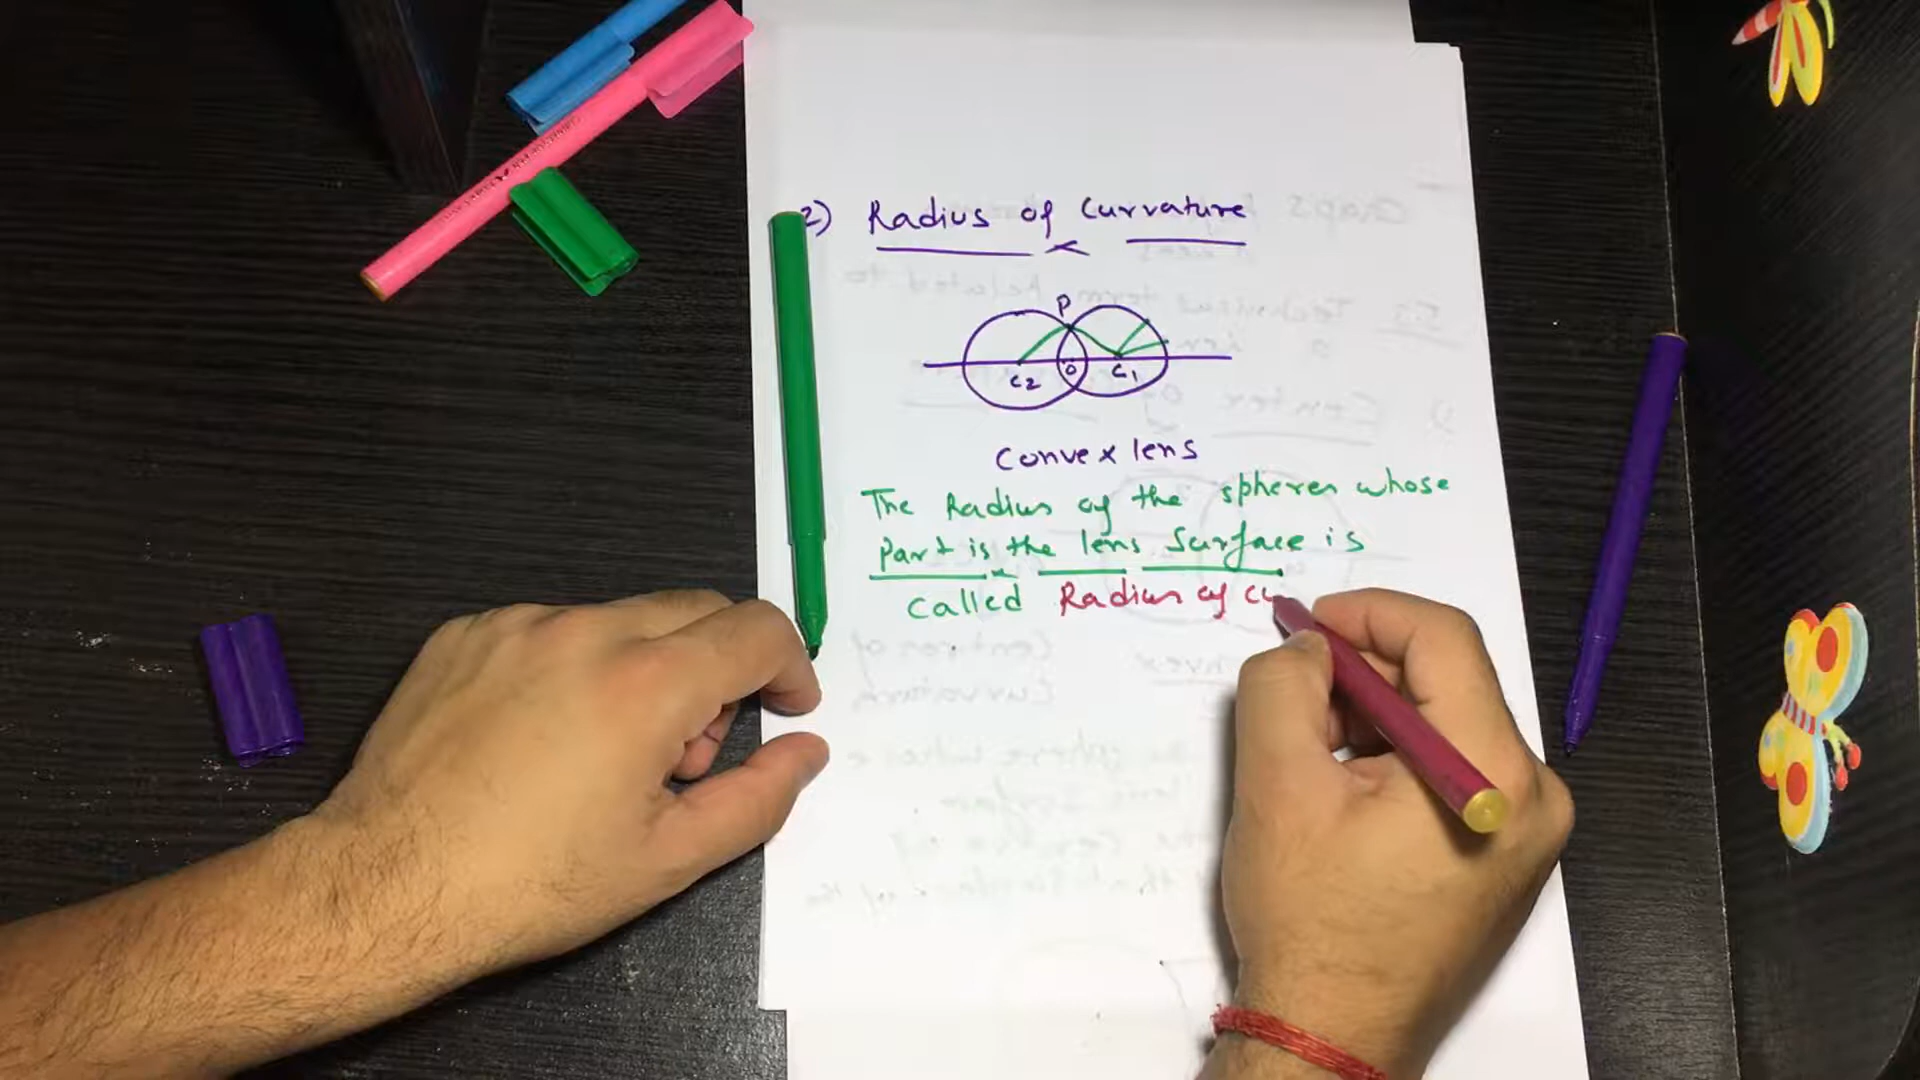 2) Radius of Curvature
P
C2 O C1
Convex lens
The Radius of the spheres whose
Part is the lens Surface is
called Radius of cu